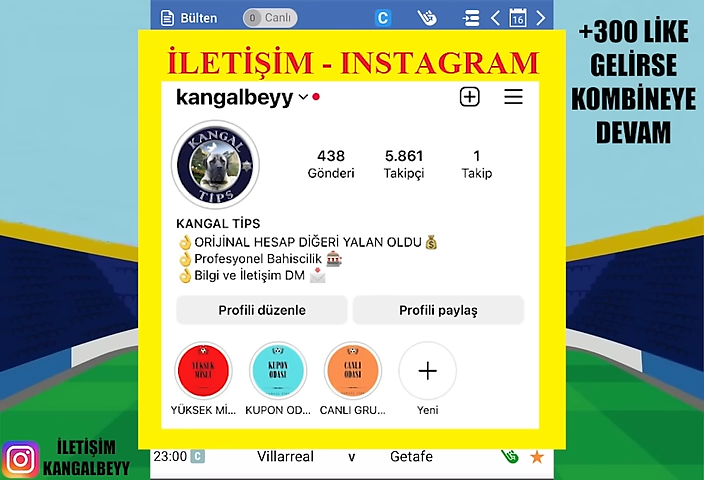 Bülten
0 Canlı
C
16
+300 LİKE
GELİRSE
KOMBİNEYE
DEVAM
İLETİŞİM - INSTAGRAM
kangalbeyy
KANGAL
TİPS
438
5.861
1
Gönderi
Takipçi
Takip
KANGAL TİPS
👌ORİJİNAL HESAP DİĞERİ YALAN OLDU 💰
👌Profesyonel Bahiscilik 🎰
👌Bilgi ve İletişim DM 📩
Profili düzenle
Profili paylaş
KUPON
ODASI
CANLI
ODASI
YÜKSEK Mİ...
KUPON OD...
CANLI GRU...
Yeni
İLETİŞİM
KANGALBEYY
23:00 C Villarreal v Getafe